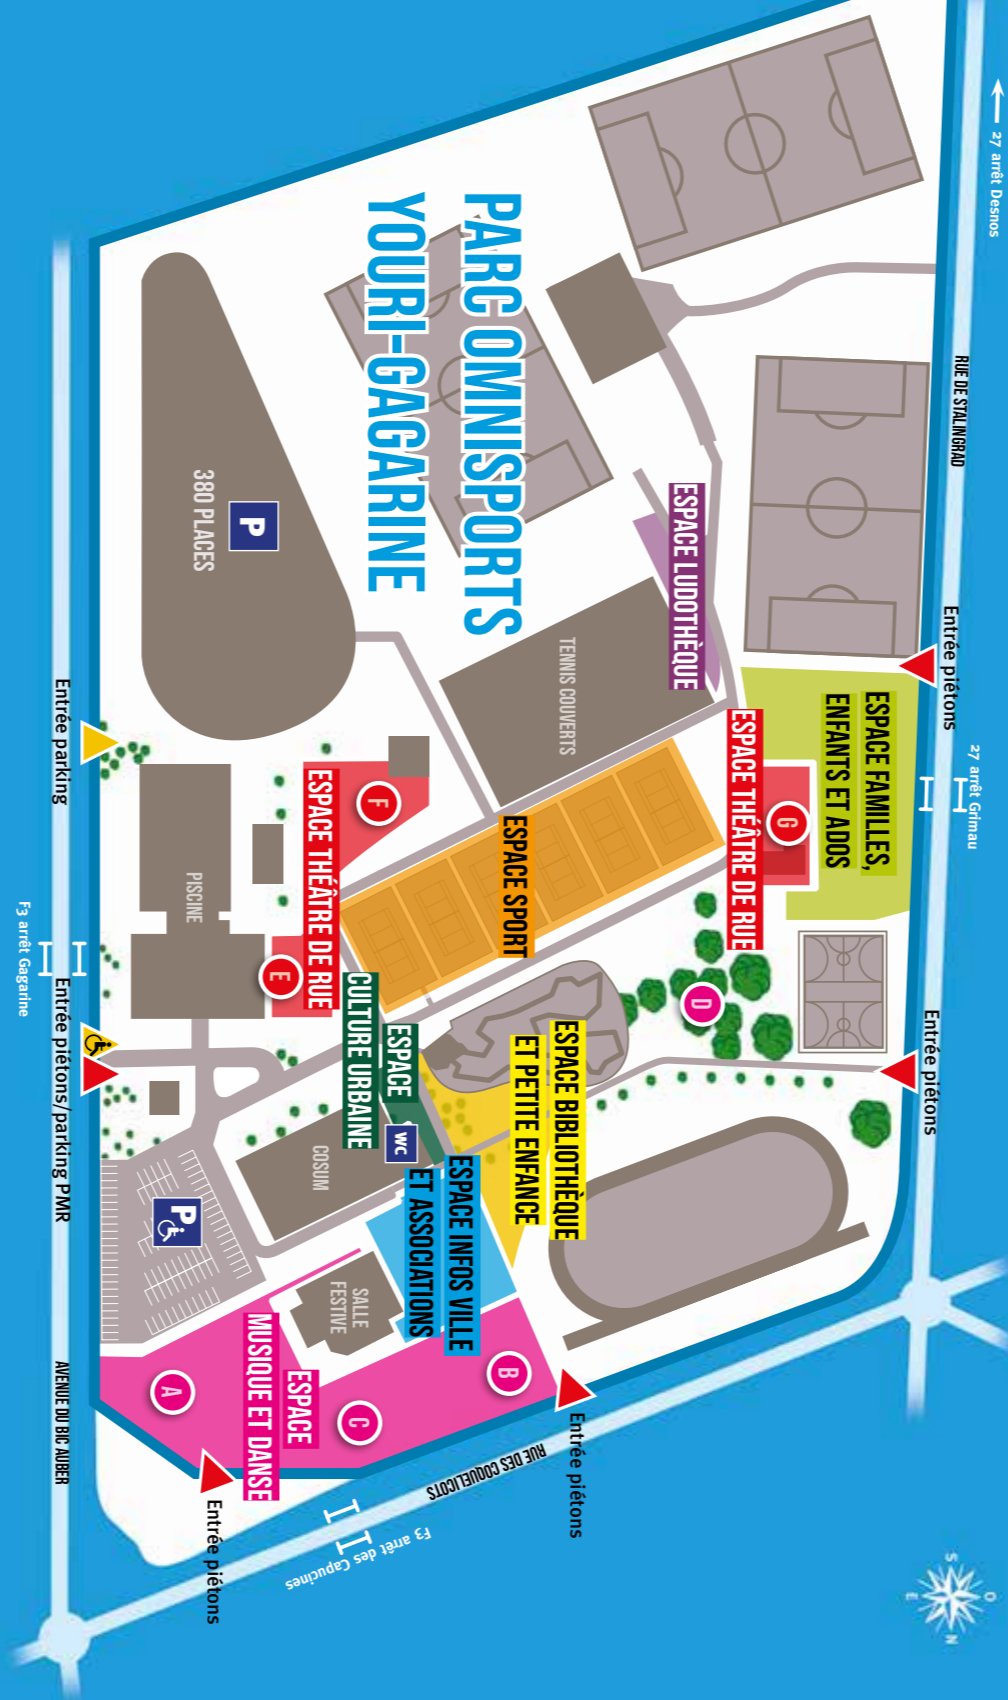 PARC OMNISPORTS
YOURI-GAGARINE
27 arrêt Desnos
RUE DE STALINGRAD
Entrée piétons
27 arrêt Grimau
Entrée piétons
ESPACE FAMILLES,
ENFANTS ET ADOS
ESPACE LUDOTHÈQUE
ESPACE THÉÂTRE DE RUE
G
TENNIS COUVERTS
ESPACE SPORT
D
P
380 PLACES
F
ESPACE THÉÂTRE DE RUE
E
PISCINE
ESPACE
CULTURE URBAINE
WC
ESPACE BIBLIOTHÈQUE
ET PETITE ENFANCE
COSUM
ESPACE INFOS VILLE
ET ASSOCIATIONS
SALLE
FESTIVE
P
ESPACE
MUSIQUE ET DANSE
A
B
C
Entrée parking
F3 arrêt Gagarine
Entrée piétons/parking PMR
AVENUE DU BIC AUBER
Entrée piétons
Entrée piétons
RUE DES COQUELICOTS
F3 arrêt des Capucines
S
O
E
N